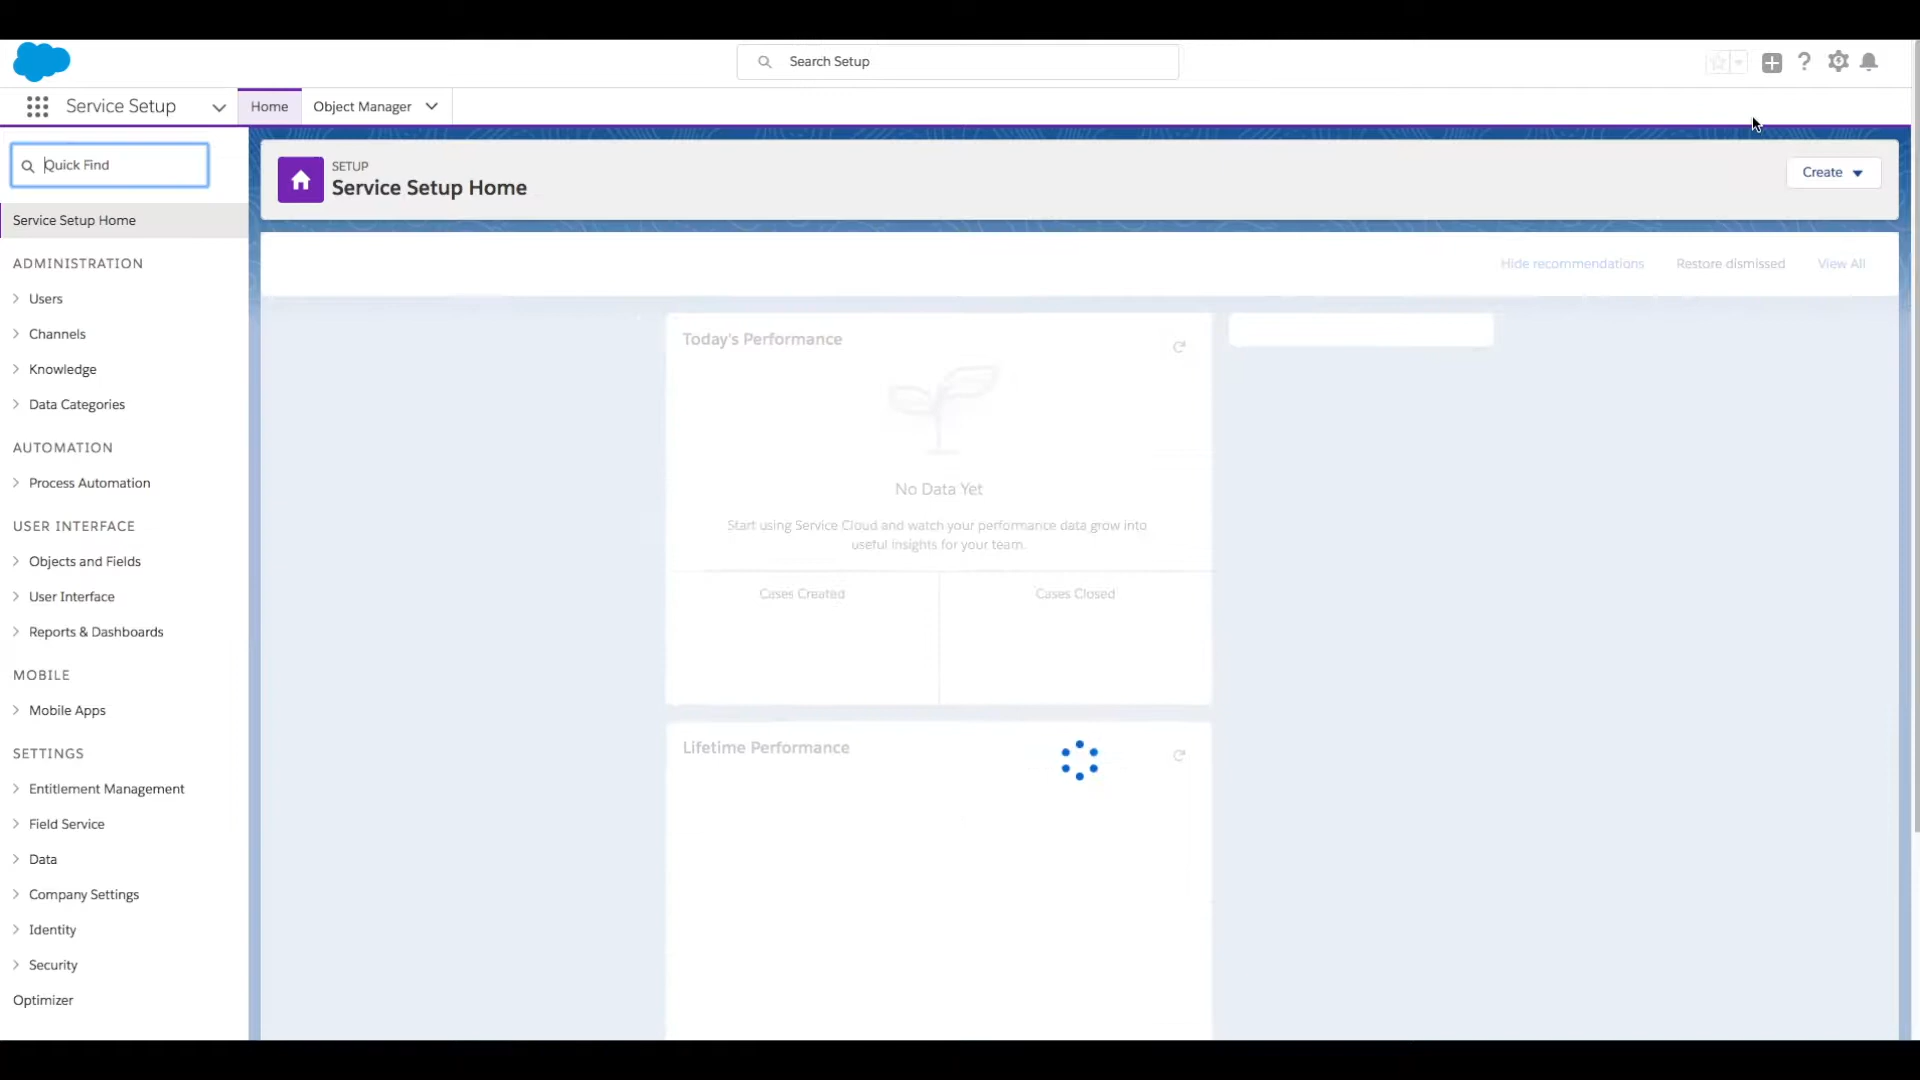 Search Setup
Service Setup
Home
Object Manager
Quick Find
SETUP
Service Setup Home
Create
Service Setup Home
ADMINISTRATION
Users
Channels
Knowledge
Data Categories
AUTOMATION
Process Automation
USER INTERFACE
Objects and Fields
User Interface
Reports & Dashboards
MOBILE
Mobile Apps
SETTINGS
Entitlement Management
Field Service
Data
Company Settings
Identity
Security
Optimizer
Hide recommendations
Restore dismissed
View All
Today's Performance
No Data Yet
Start using Service Cloud and watch your performance data grow into
useful insights for your team.
Cases Created
Cases Closed
Lifetime Performance